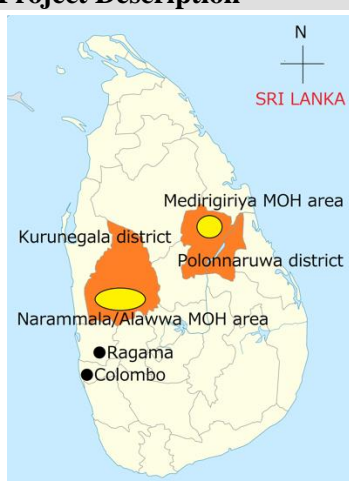 Project Description
N
SRI LANKA
Medirigiriya MOH area
Kurunegala district
Polonnaruwa district
Narammala/Alawwa MOH area
Ragama
Colombo